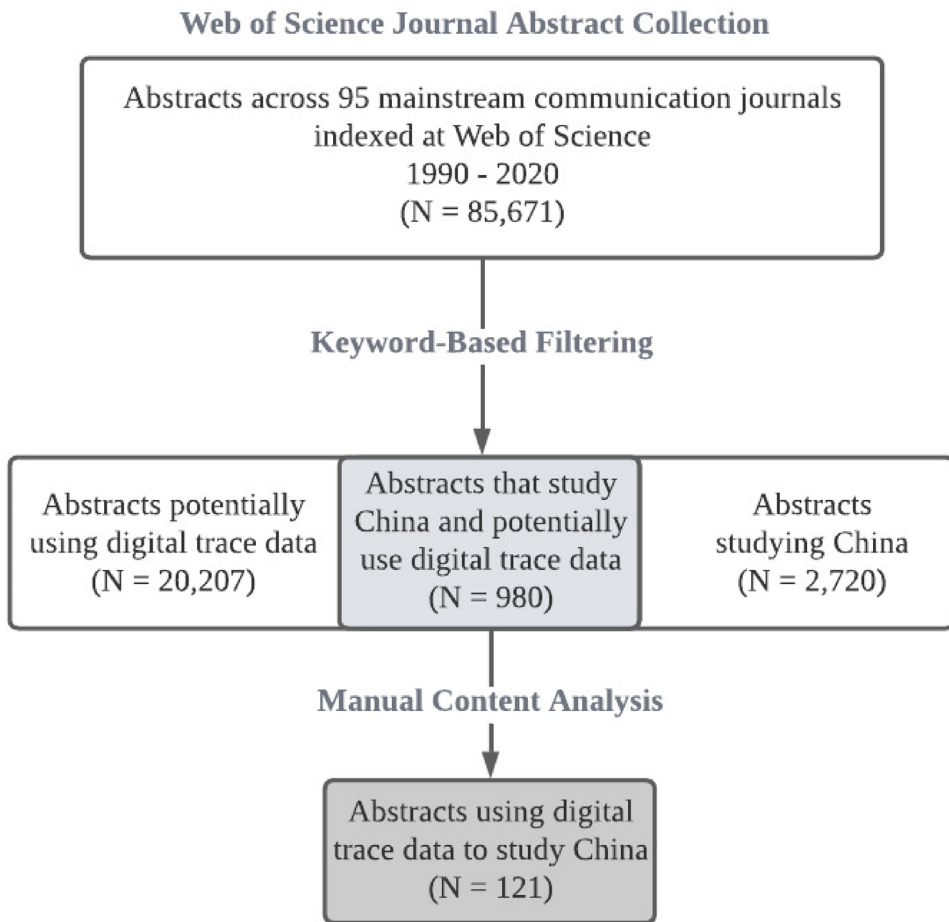 Web of Science Journal Abstract Collection
Abstracts across 95 mainstream communication journals
indexed at Web of Science
1990 - 2020
(N = 85,671)
Keyword-Based Filtering
Abstracts potentially
using digital trace data
(N = 20,207)
Abstracts that study
China and potentially
use digital trace data
(N = 980)
Abstracts
studying China
(N = 2,720)
Manual Content Analysis
Abstracts using digital
trace data to study China
(N = 121)